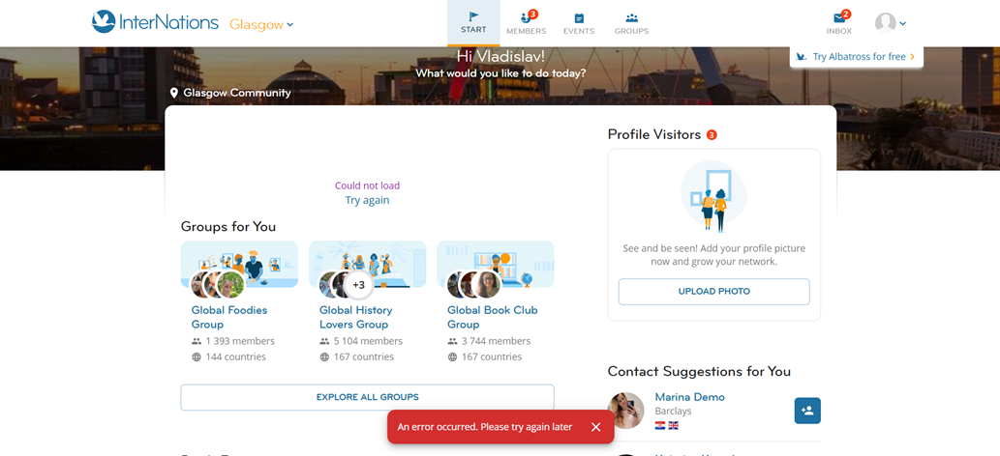 InterNations
Glasgow
START
3
MEMBERS
EVENTS
GROUPS
2
INBOX
Try Albatross for free
Hi Vladislav!
What would you like to do today?
Glasgow Community
Could not load
Try again
Groups for You
+3
Global Foodies
Group
1 393 members
144 countries
Global History
Lovers Group
5 104 members
167 countries
Global Book Club
Group
3 744 members
167 countries
EXPLORE ALL GROUPS
Profile Visitors 3
See and be seen! Add your profile picture
now and grow your network.
UPLOAD PHOTO
Contact Suggestions for You
Marina Demo
Barclays
An error occurred. Please try again later